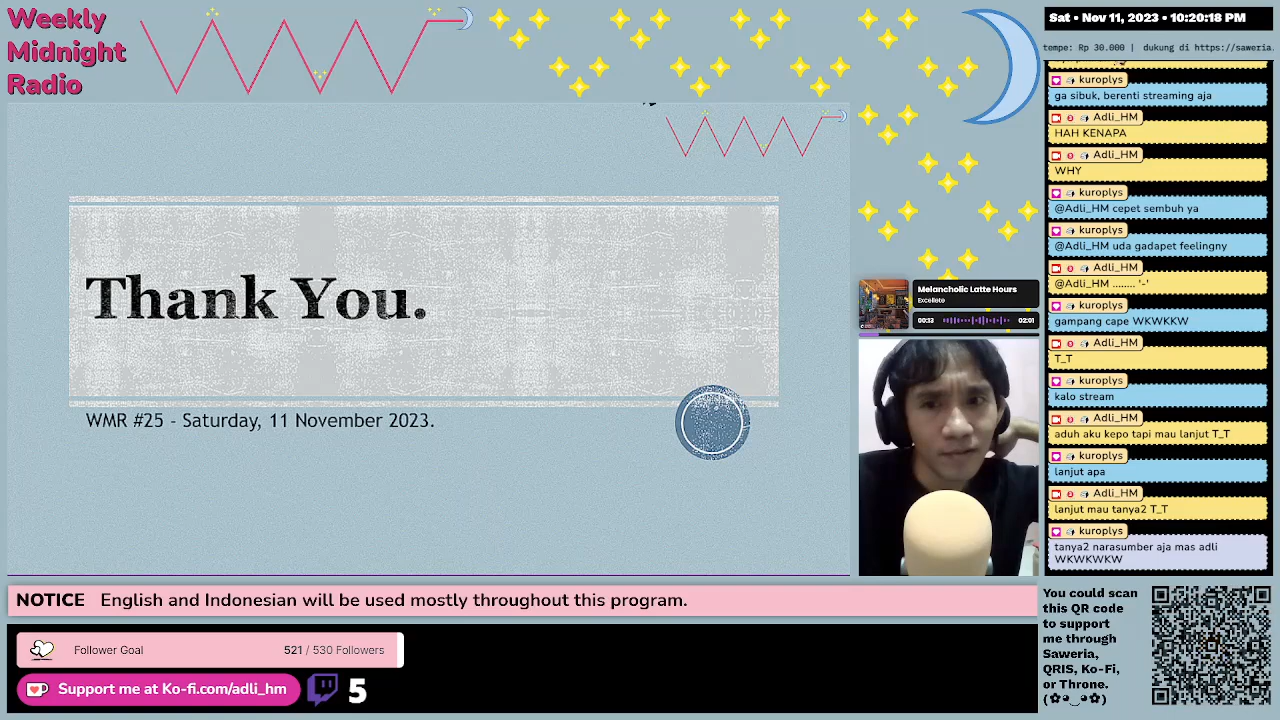 Weekly
Midnight
Radio
Sat • Nov 11, 2023 • 10:20:18 PM
tempe: Rp 30.000 | dukung di https://saweria.
kuroplys
ga sibuk, berenti streaming aja
Adli_HM
HAH KENAPA
Adli_HM
WHY
kuroplys
@Adli_HM cepet sembuh ya
kuroplys
@Adli_HM uda gadapet feelingny
Adli_HM
@Adli_HM ........ '-'
kuroplys
gampang cape WKWKKW
Adli_HM
T_T
kuroplys
kalo stream
Adli_HM
aduh aku kepo tapi mau lanjut T_T
kuroplys
lanjut apa
Adli_HM
lanjut mau tanya2 T_T
kuroplys
tanya2 narasumber aja mas adli
WKWKWKW
Thank You.
WMR #25 - Saturday, 11 November 2023.
Melancholic Latte Hours
Excellete
00:13
02:01
NOTICE English and Indonesian will be used mostly throughout this program.
Follower Goal 521 / 530 Followers
Support me at Ko-fi.com/adli_hm
5
You could scan
this QR code
to support
me through
Saweria,
QRIS, Ko-Fi,
or Throne.